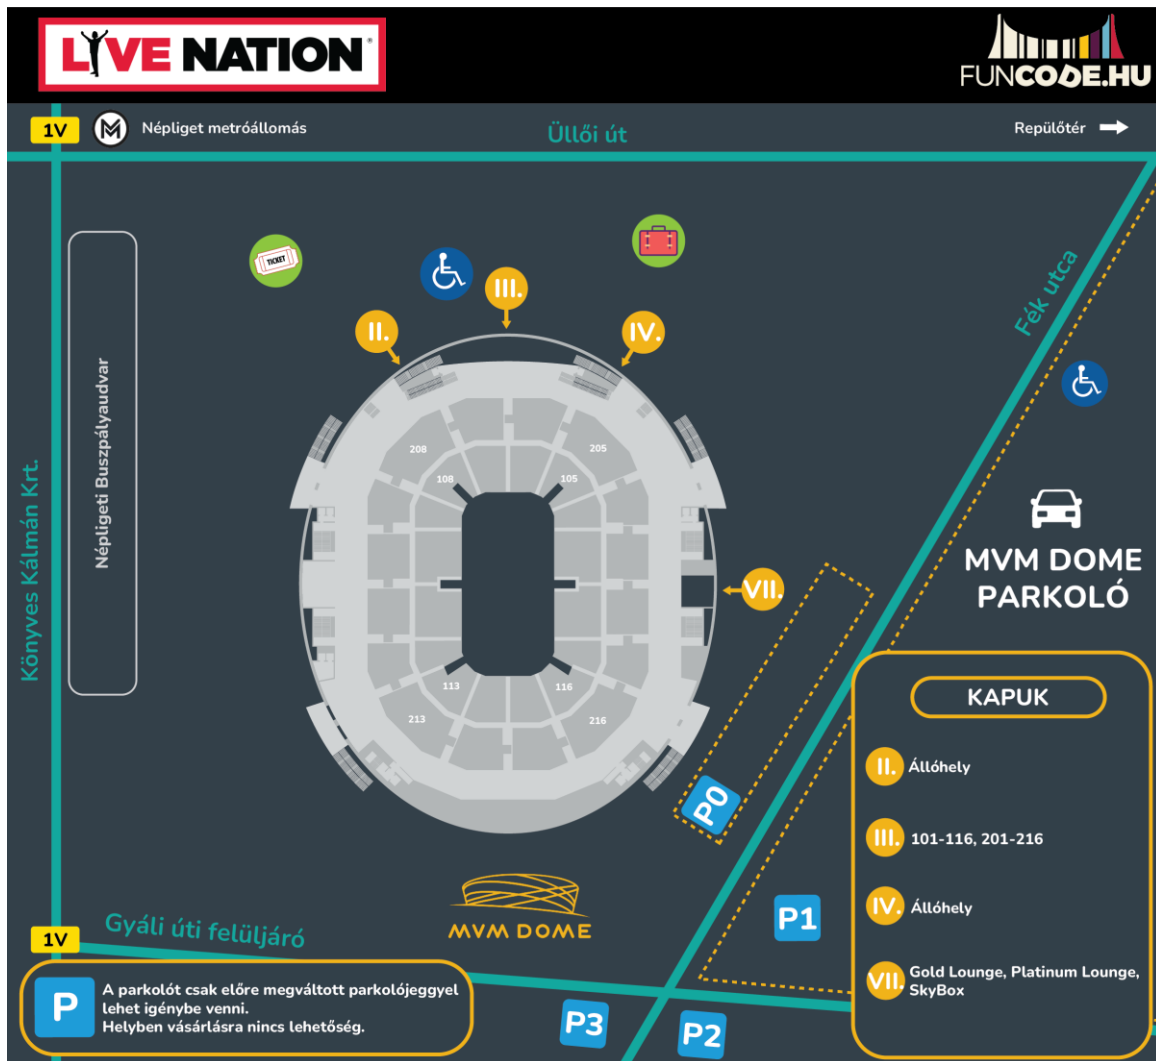 LIVE NATION
FUNCODE.HU
1V
M
Népliget metróállomás
Üllői út
Repülőtér
TICKET
III.
II.
IV.
Fék utca
Népligeti Buszpályaudvar
Könyves Kálmán Krt.
208
205
108
105
MVM DOME
PARKOLÓ
VII.
113
116
213
216
P0
KAPUK
II. Állóhely
III. 101-116, 201-216
IV. Állóhely
VII. Gold Lounge, Platinum Lounge,
SkyBox
P1
MVM DOME
Gyáli úti felüljáró
1V
P
A parkolót csak előre megváltott parkolójeggyel
lehet igénybe venni.
Helyben vásárlásra nincs lehetőség.
P3
P2